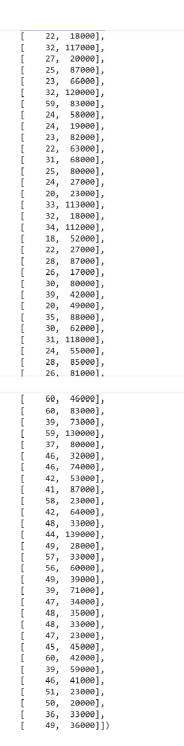 [    22,  18000],
[    32, 117000],
[    27,  20000],
[    25,  87000],
[    23,  66000],
[    32, 120000],
[    59,  83000],
[    24,  58000],
[    24,  19000],
[    23,  82000],
[    22,  63000],
[    31,  68000],
[    25,  80000],
[    24,  27000],
[    20,  23000],
[    33, 113000],
[    32,  18000],
[    34, 112000],
[    18,  52000],
[    22,  27000],
[    28,  87000],
[    26,  17000],
[    30,  80000],
[    39,  42000],
[    20,  49000],
[    35,  88000],
[    30,  62000],
[    31, 118000],
[    24,  55000],
[    28,  85000],
[    26,  81000],
[    60,  46000],
[    60,  83000],
[    39,  73000],
[    59, 130000],
[    37,  80000],
[    46,  32000],
[    46,  74000],
[    42,  53000],
[    41,  87000],
[    58,  23000],
[    42,  64000],
[    48,  33000],
[    44, 139000],
[    49,  28000],
[    57,  33000],
[    56,  60000],
[    49,  39000],
[    39,  71000],
[    47,  34000],
[    48,  35000],
[    48,  33000],
[    47,  23000],
[    45,  45000],
[    60,  42000],
[    39,  59000],
[    46,  41000],
[    51,  23000],
[    50,  20000],
[    36,  33000],
[    49,  36000]])